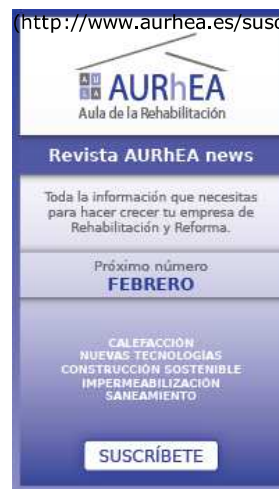 (http://www.aurhea.es/susc
AULA
AURhEA
Aula de la Rehabilitación
Revista AURhEA news
Toda la información que necesitas
para hacer crecer tu empresa de
Rehabilitación y Reforma.
Próximo número
FEBRERO
CALEFACCIÓN
NUEVAS TECNOLOGÍAS
CONSTRUCCIÓN SOSTENIBLE
IMPERMEABILIZACIÓN
SANEAMIENTO
SUSCRÍBETE